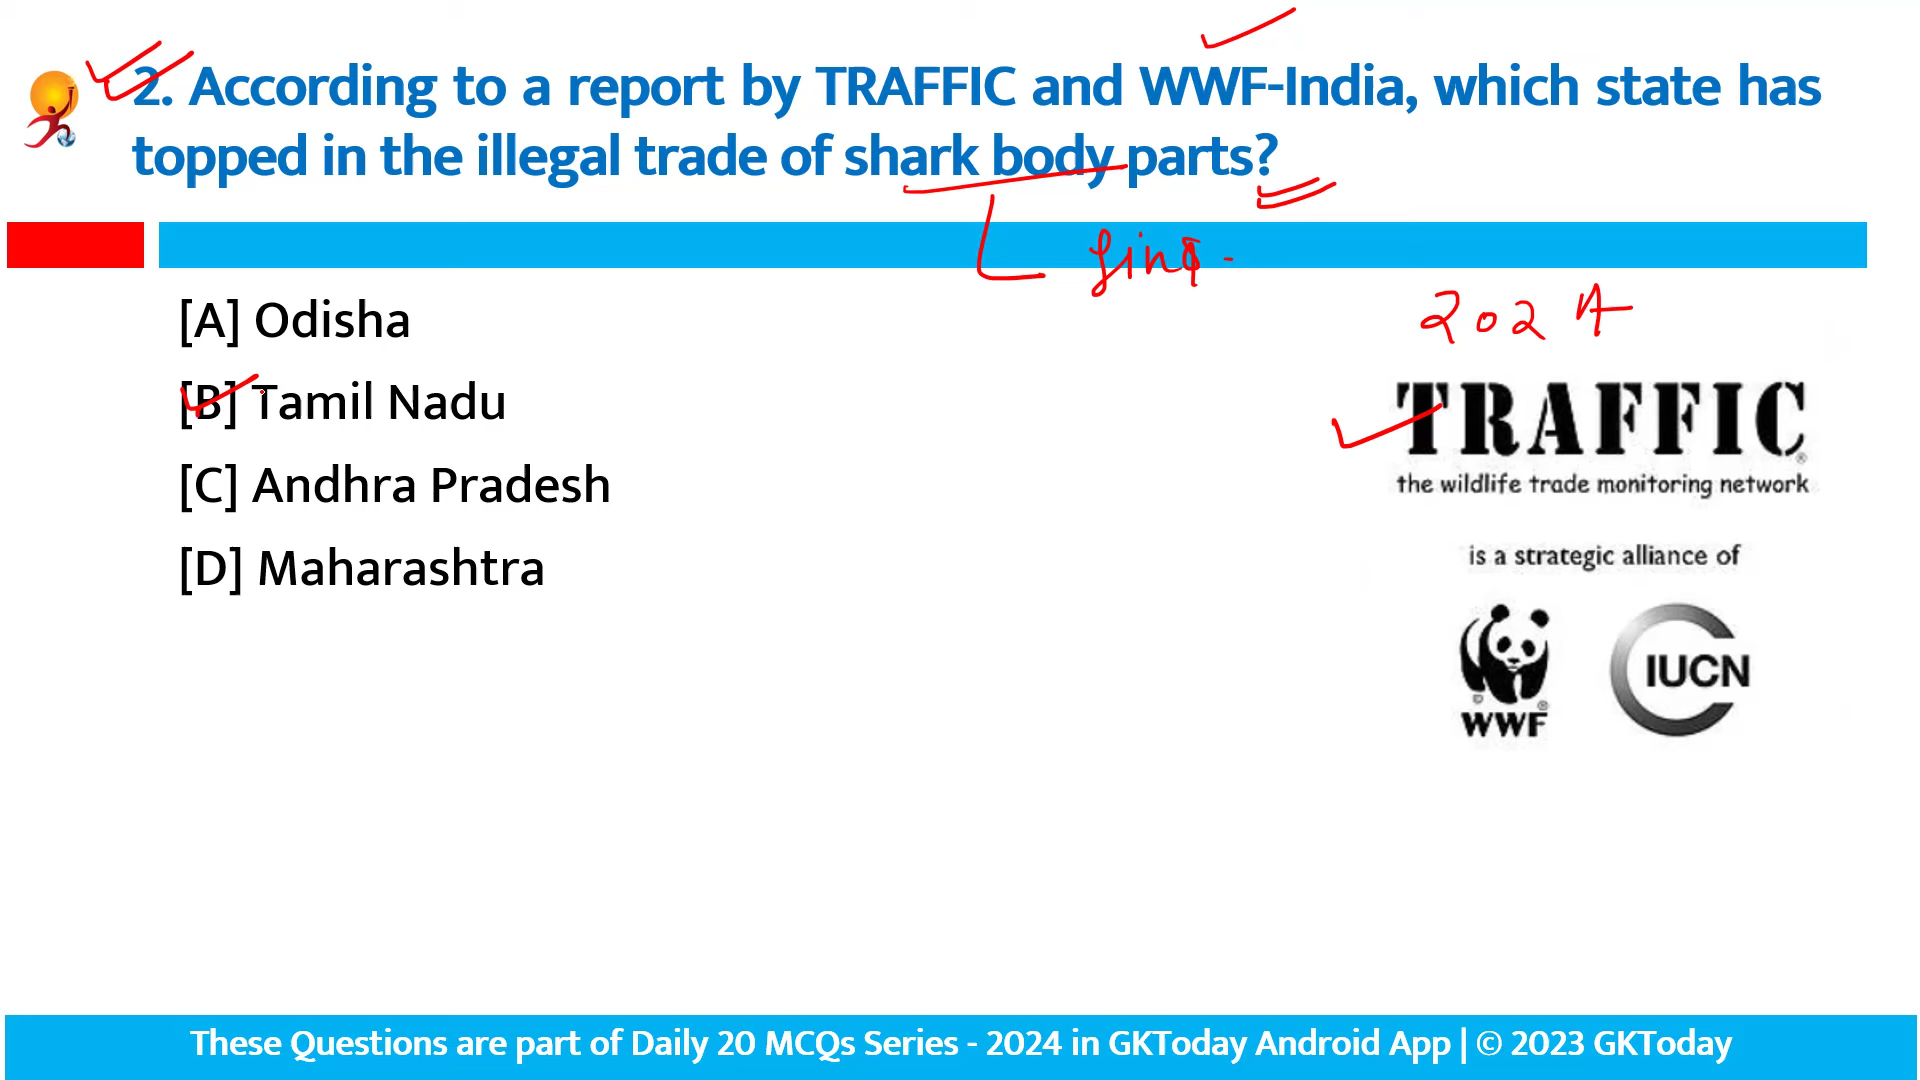 2. According to a report by TRAFFIC and WWF-India, which state has
topped in the illegal trade of shark body parts?
fins
2024
[A] Odisha
[B] Tamil Nadu
[C] Andhra Pradesh
[D] Maharashtra
TRAFFIC
the wildlife trade monitoring network
is a strategic alliance of
WWF
IUCN
These Questions are part of Daily 20 MCQs Series - 2024 in GKToday Android App | © 2023 GKToday